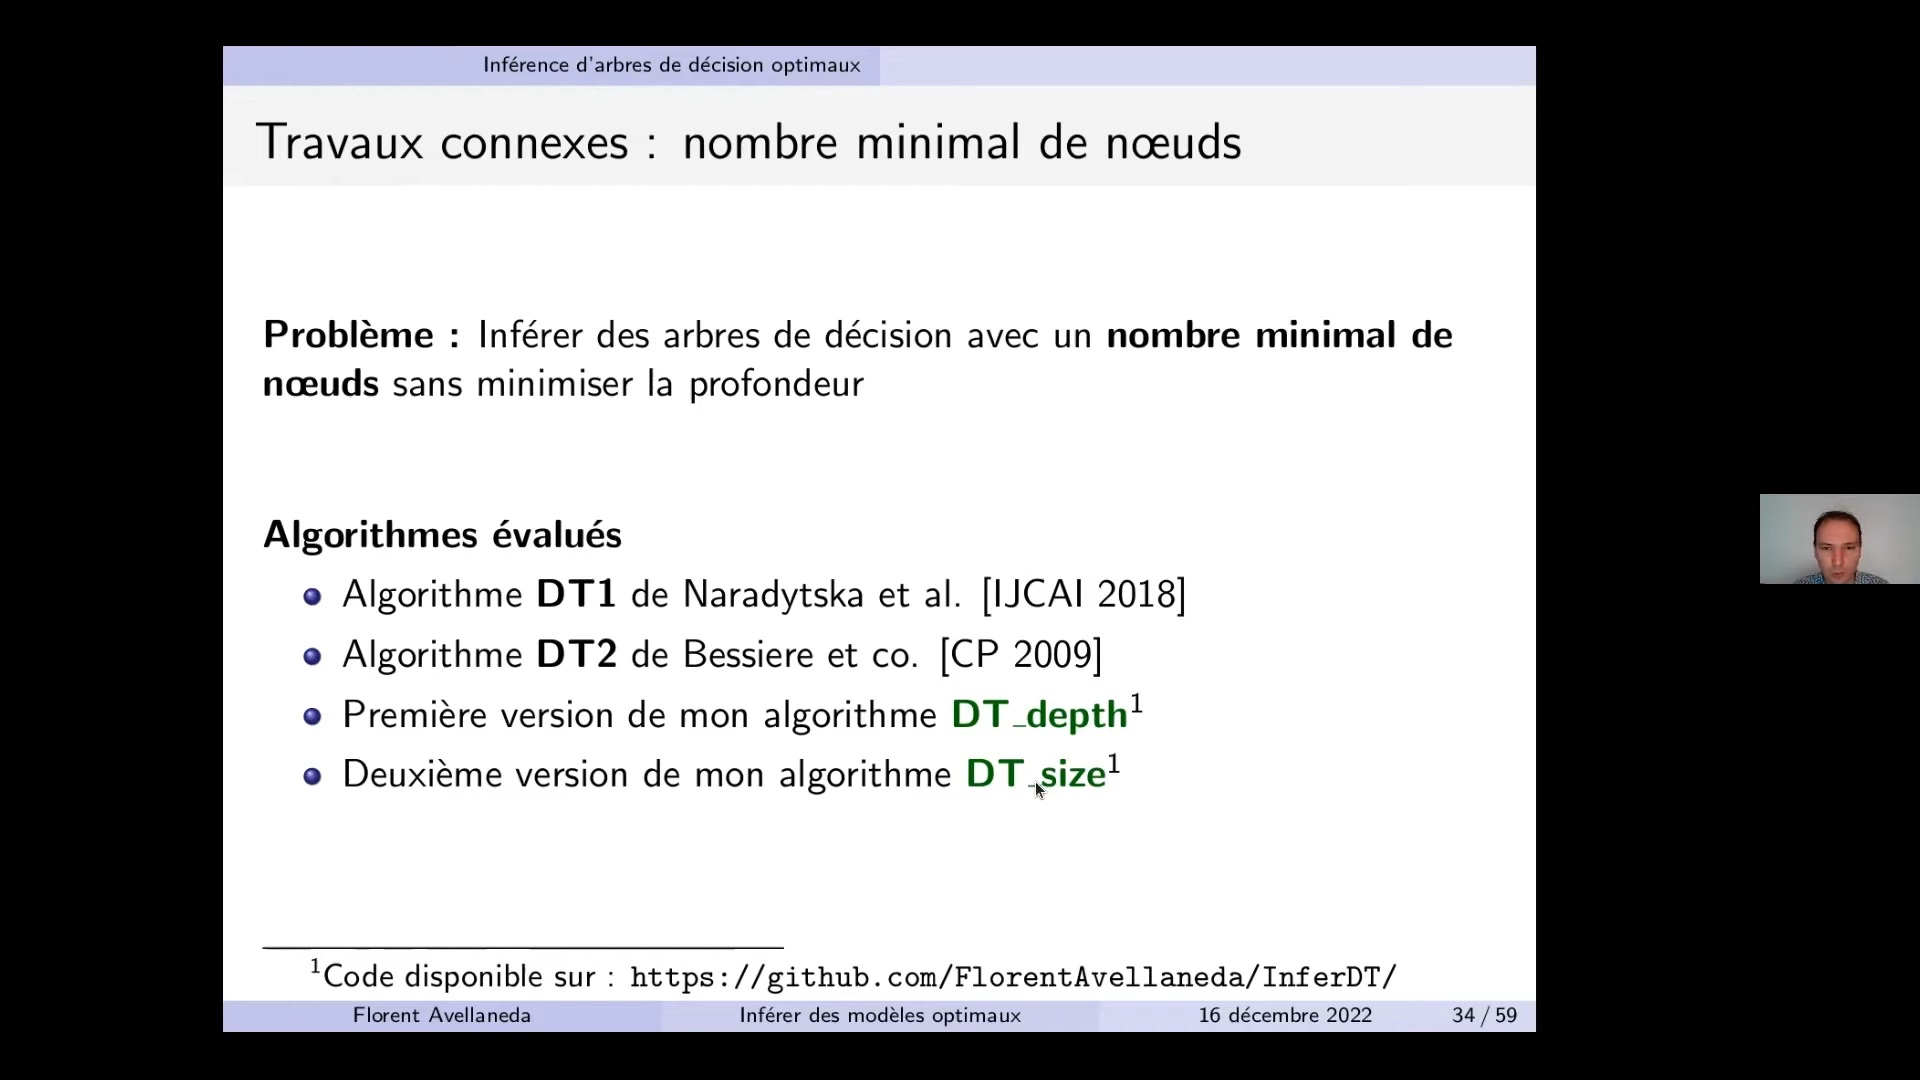 Inférence d'arbres de décision optimaux
Travaux connexes : nombre minimal de nœuds
Problème : Inférer des arbres de décision avec un nombre minimal de
nœuds sans minimiser la profondeur
Algorithmes évalués
Algorithme DT1 de Naradytska et al. [IJCAI 2018]
Algorithme DT2 de Bessiere et co. [CP 2009]
Première version de mon algorithme DT_depth¹
Deuxième version de mon algorithme DT_size¹
¹Code disponible sur : https://github.com/FlorentAvellaneda/InferDT/
Florent Avellaneda Inférer des modèles optimaux 16 décembre 2022 34 / 59